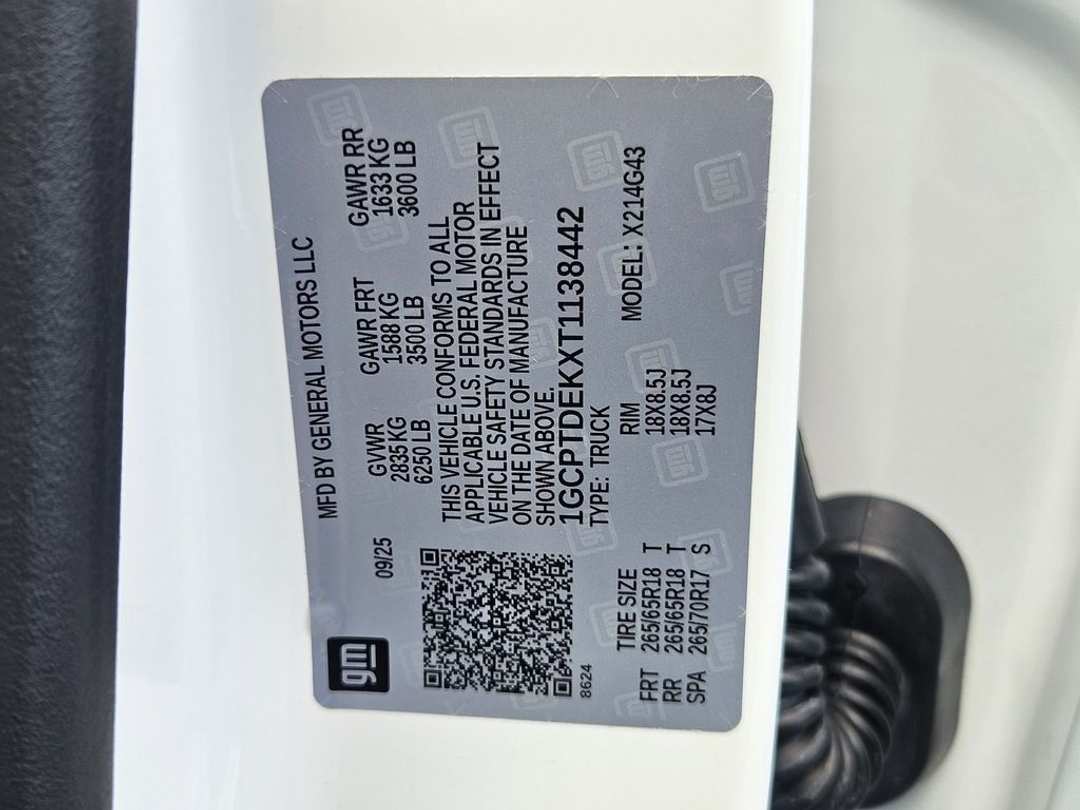 gm
MFD BY GENERAL MOTORS LLC
09/25
GVWR GAWR FRT GAWR RR
2835 KG 1588 KG 1633 KG
6250 LB 3500 LB 3600 LB
THIS VEHICLE CONFORMS TO ALL
APPLICABLE U.S. FEDERAL MOTOR
VEHICLE SAFETY STANDARDS IN EFFECT
ON THE DATE OF MANUFACTURE
SHOWN ABOVE.
1GCPTDEKXT1138442
TYPE: TRUCK MODEL: X214G43
8624
TIRE SIZE RIM
FRT 265/65R18 T 18X8.5J
RR 265/65R18 T 18X8.5J
SPA 265/70R17 S 17X8J